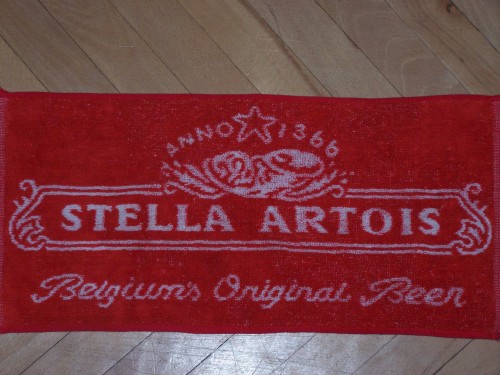 ANNO 1366
STELLA ARTOIS
Belgium's Original Beer